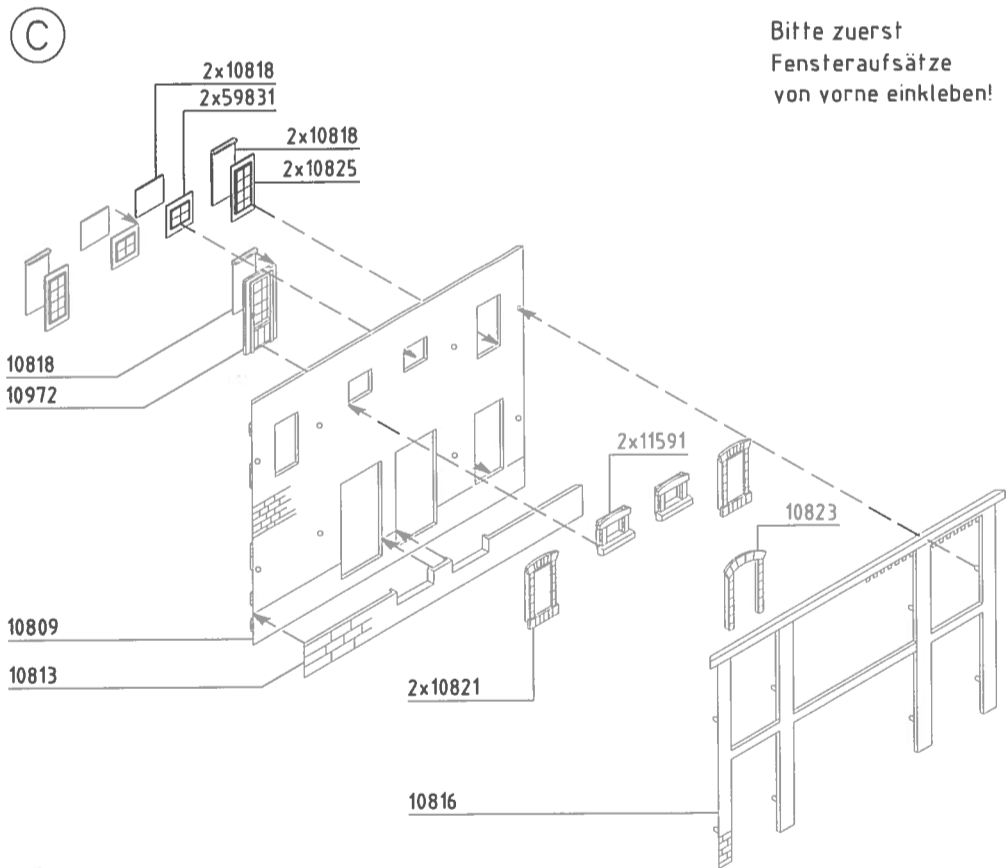 C
Bitte zuerst
Fensteraufsätze
von vorne einkleben!
2x10818
2x59831
2x10818
2x10825
10818
10972
2x11591
10823
10809
10813
2x10821
10816